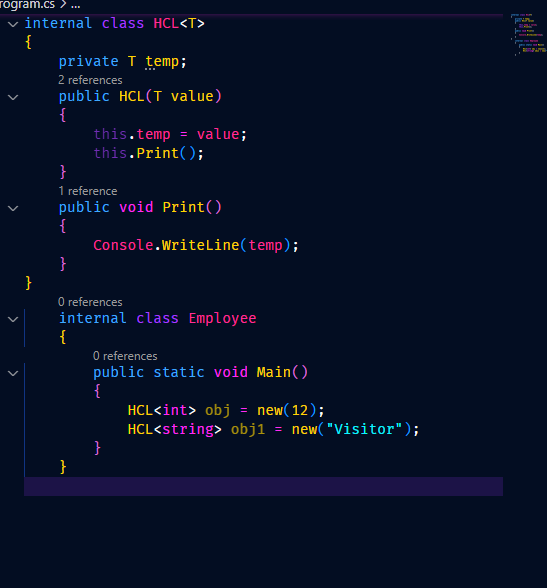 rogram.cs > ...
internal class HCL<T>
{
    private T temp;
    2 references
    public HCL(T value)
    {
        this.temp = value;
        this.Print();
    }
    1 reference
    public void Print()
    {
        Console.WriteLine(temp);
    }
}
    0 references
    internal class Employee
    {
        0 references
        public static void Main()
        {
            HCL<int> obj = new(12);
            HCL<string> obj1 = new("Visitor");
        }
    }